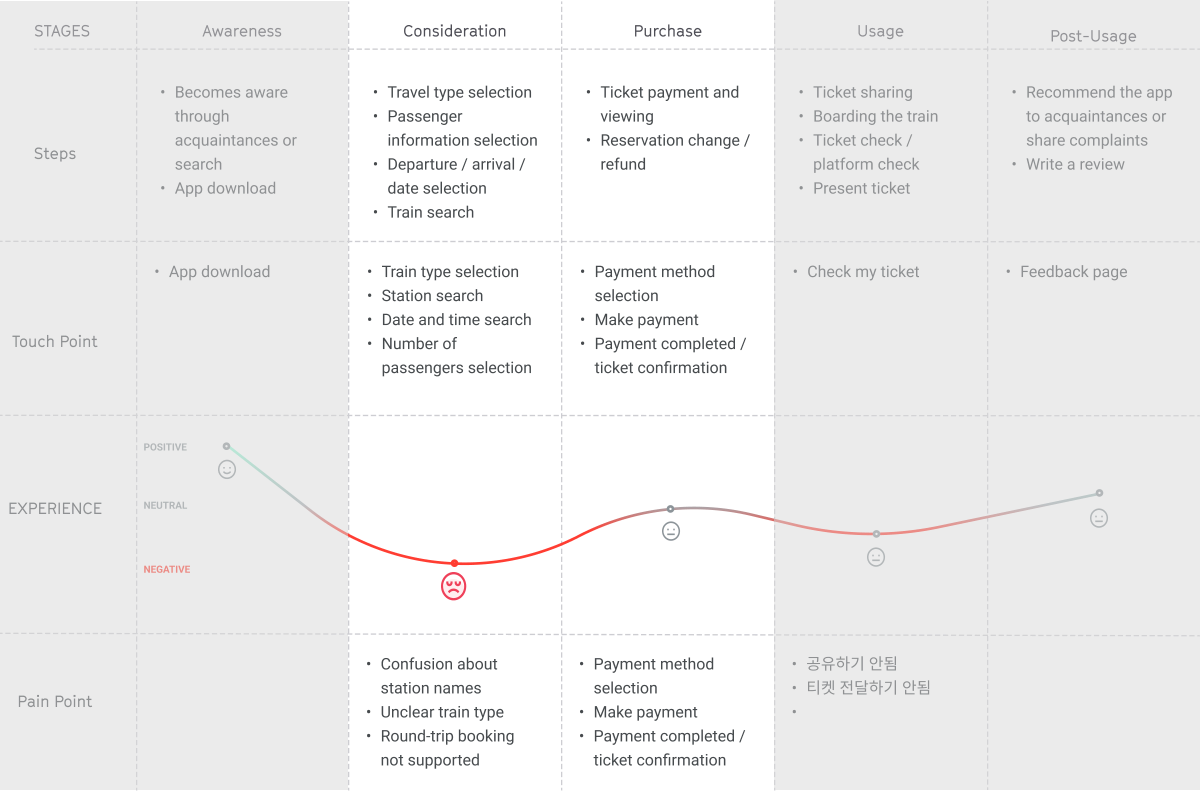 STAGES
Awareness
Consideration
Purchase
Usage
Post-Usage
Steps
• Becomes aware
through
acquaintances or
search
• App download
• Travel type selection
• Passenger
information selection
• Departure / arrival /
date selection
• Train search
• Ticket payment and
viewing
• Reservation change /
refund
• Ticket sharing
• Boarding the train
• Ticket check /
platform check
• Present ticket
• Recommend the app
to acquaintances or
share complaints
• Write a review
Touch Point
• App download
• Train type selection
• Station search
• Date and time search
• Number of
passengers selection
• Payment method
selection
• Make payment
• Payment completed /
ticket confirmation
• Check my ticket
• Feedback page
EXPERIENCE
POSITIVE
NEUTRAL
NEGATIVE
Pain Point
• Confusion about
station names
• Unclear train type
• Round-trip booking
not supported
• Payment method
selection
• Make payment
• Payment completed /
ticket confirmation
• 공유하기 안됨
• 티켓 전달하기 안됨
•